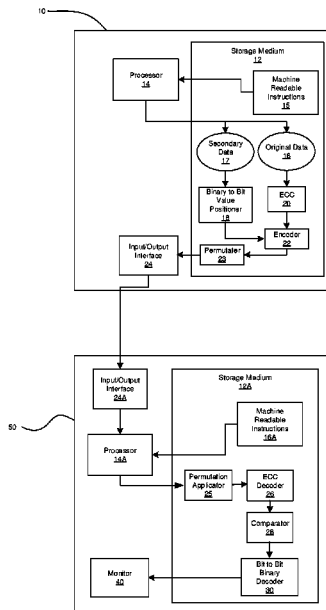 10
Storage Medium
12
Processor
14
Machine
Readable
Instructions
15
Secondary
Data
17
Original Data
16
Binary to Bit
Value
Positioner
18
ECC
20
Encoder
22
Input/Output
Interface
24
Permutater
23
50
Input/Output
Interface
24A
Storage Medium
12A
Machine
Readable
Instructions
16A
Processor
14A
Permutation
Applicator
25
ECC
Decoder
26
Comparator
28
Monitor
40
Bit to Bit
Binary
Decoder
30